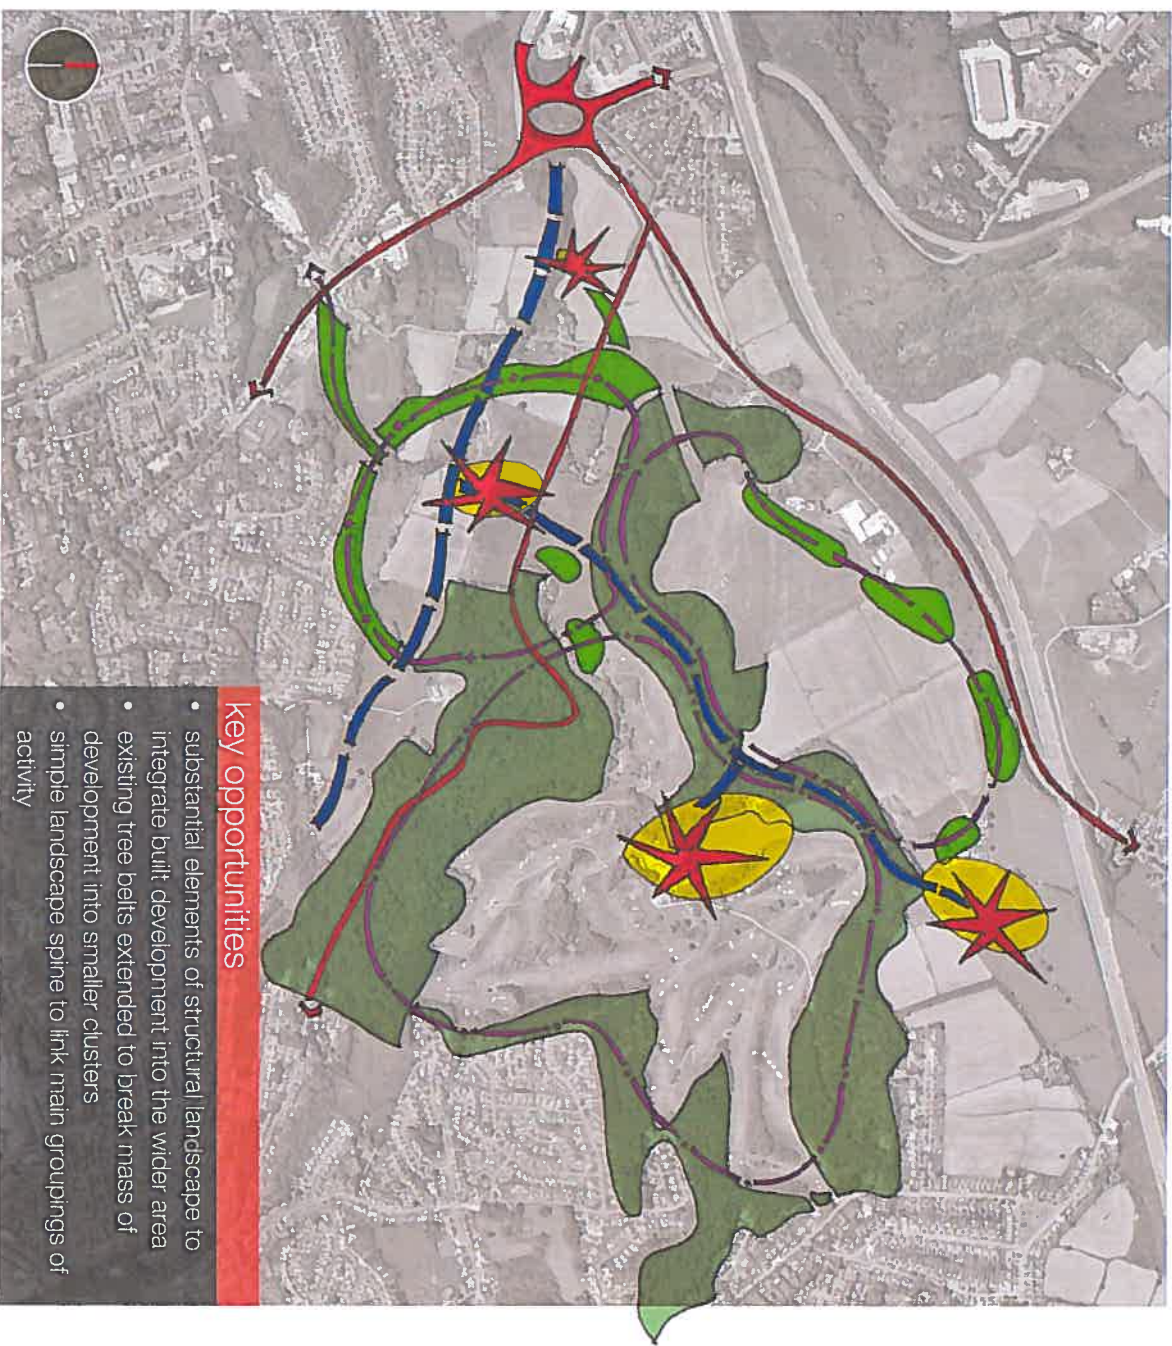 key opportunities
• substantial elements of structural landscape to
integrate built development into the wider area
• existing tree belts extended to break mass of
development into smaller clusters
• simple landscape spine to link main groupings of
activity